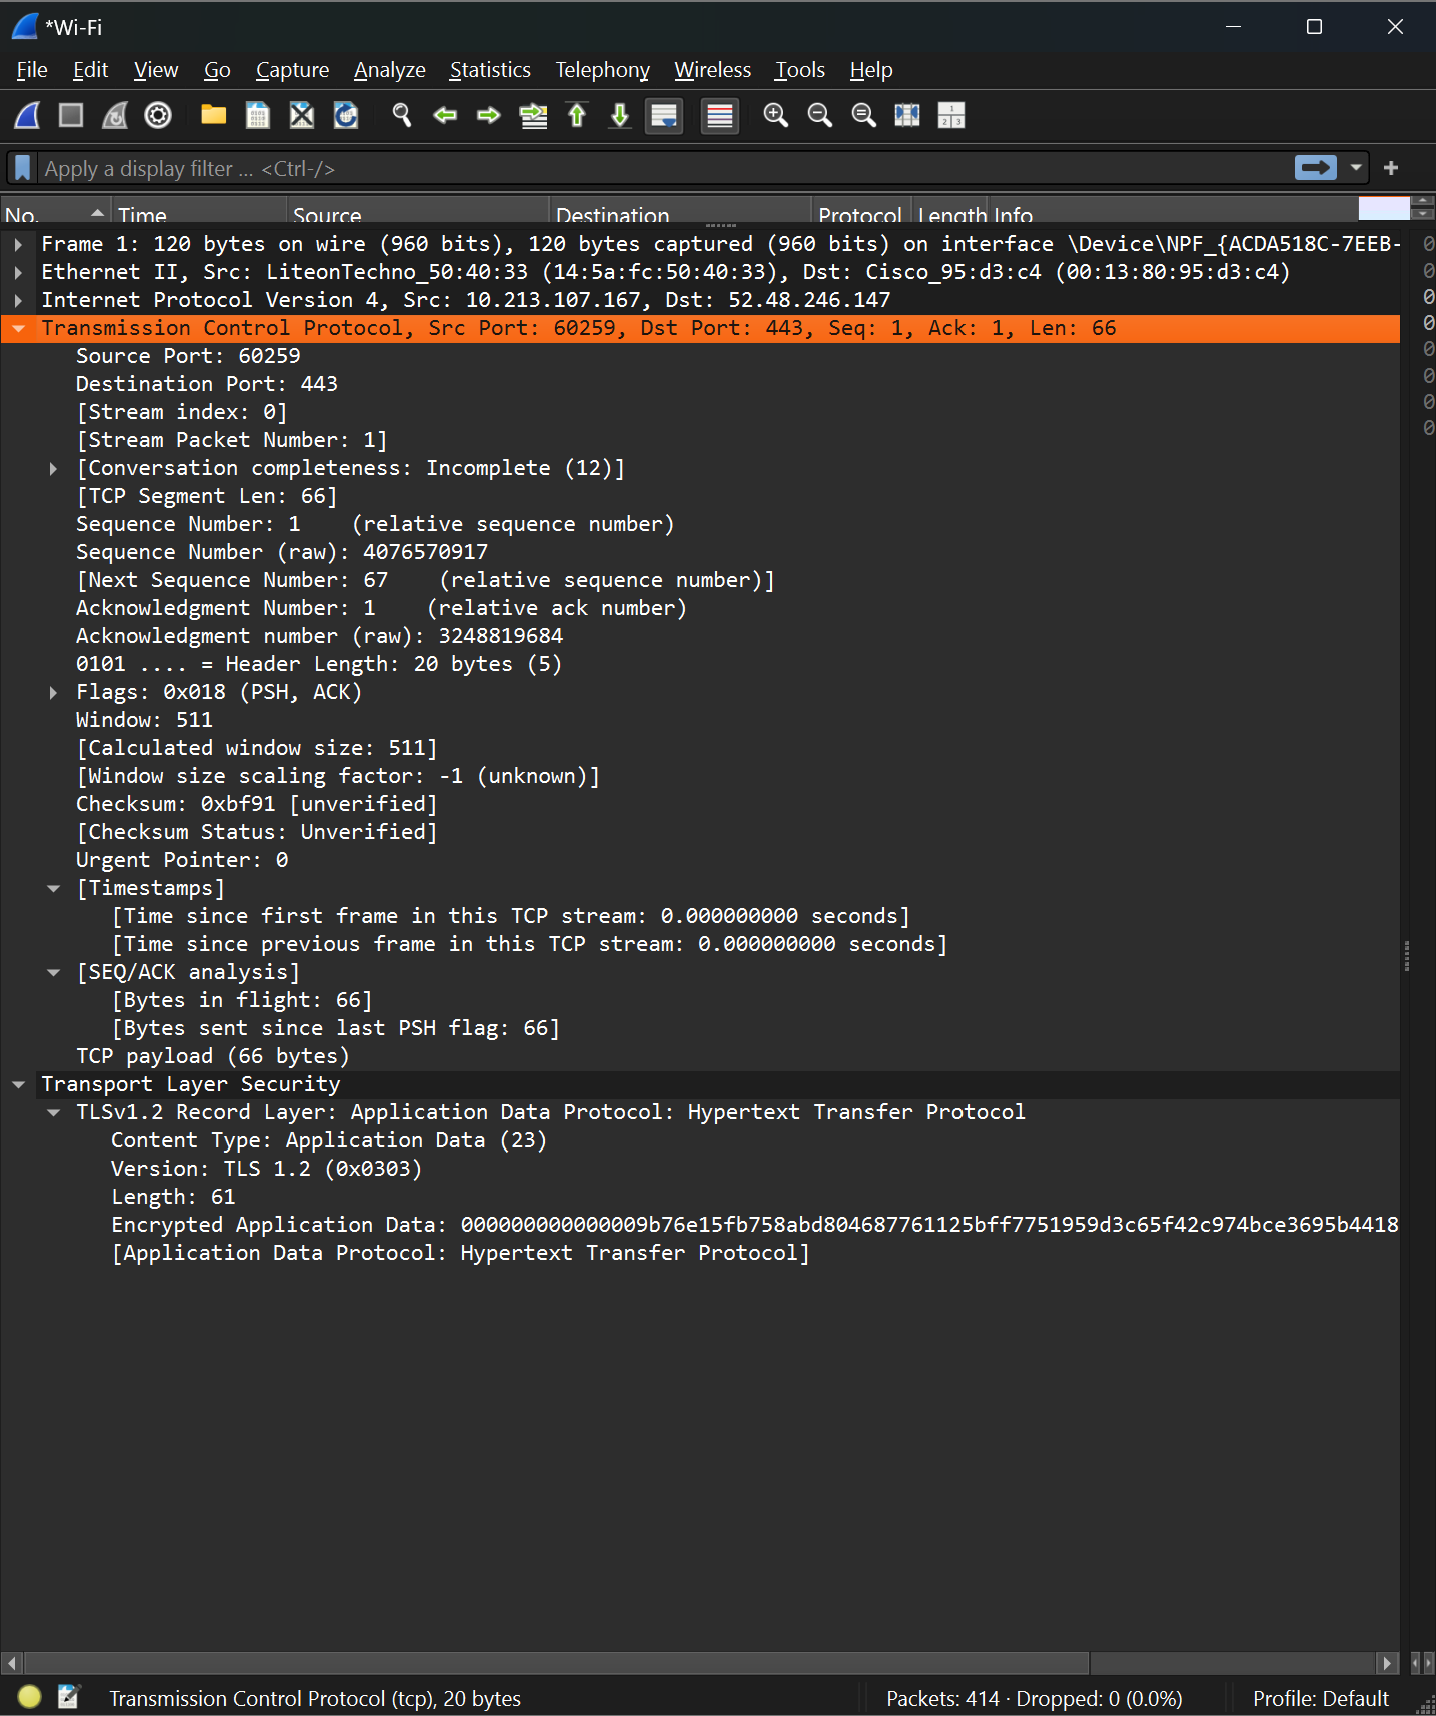 *Wi-Fi
File Edit View Go Capture Analyze Statistics Telephony Wireless Tools Help
Apply a display filter ... <Ctrl-/>
No. Time Source Destination Protocol Length Info
Frame 1: 120 bytes on wire (960 bits), 120 bytes captured (960 bits) on interface \Device\NPF_{ACDA518C-7EEB-
Ethernet II, Src: LiteonTechno_50:40:33 (14:5a:fc:50:40:33), Dst: Cisco_95:d3:c4 (00:13:80:95:d3:c4)
Internet Protocol Version 4, Src: 10.213.107.167, Dst: 52.48.246.147
Transmission Control Protocol, Src Port: 60259, Dst Port: 443, Seq: 1, Ack: 1, Len: 66
Source Port: 60259
Destination Port: 443
[Stream index: 0]
[Stream Packet Number: 1]
[Conversation completeness: Incomplete (12)]
[TCP Segment Len: 66]
Sequence Number: 1    (relative sequence number)
Sequence Number (raw): 4076570917
[Next Sequence Number: 67    (relative sequence number)]
Acknowledgment Number: 1    (relative ack number)
Acknowledgment number (raw): 3248819684
0101 .... = Header Length: 20 bytes (5)
Flags: 0x018 (PSH, ACK)
Window: 511
[Calculated window size: 511]
[Window size scaling factor: -1 (unknown)]
Checksum: 0xbf91 [unverified]
[Checksum Status: Unverified]
Urgent Pointer: 0
[Timestamps]
[Time since first frame in this TCP stream: 0.000000000 seconds]
[Time since previous frame in this TCP stream: 0.000000000 seconds]
[SEQ/ACK analysis]
[Bytes in flight: 66]
[Bytes sent since last PSH flag: 66]
TCP payload (66 bytes)
Transport Layer Security
TLSv1.2 Record Layer: Application Data Protocol: Hypertext Transfer Protocol
Content Type: Application Data (23)
Version: TLS 1.2 (0x0303)
Length: 61
Encrypted Application Data: 000000000000009b76e15fb758abd804687761125bff7751959d3c65f42c974bce3695b4418
[Application Data Protocol: Hypertext Transfer Protocol]
0
0
0
0
0
0
0
0
Transmission Control Protocol (tcp), 20 bytes
Packets: 414 · Dropped: 0 (0.0%)
Profile: Default